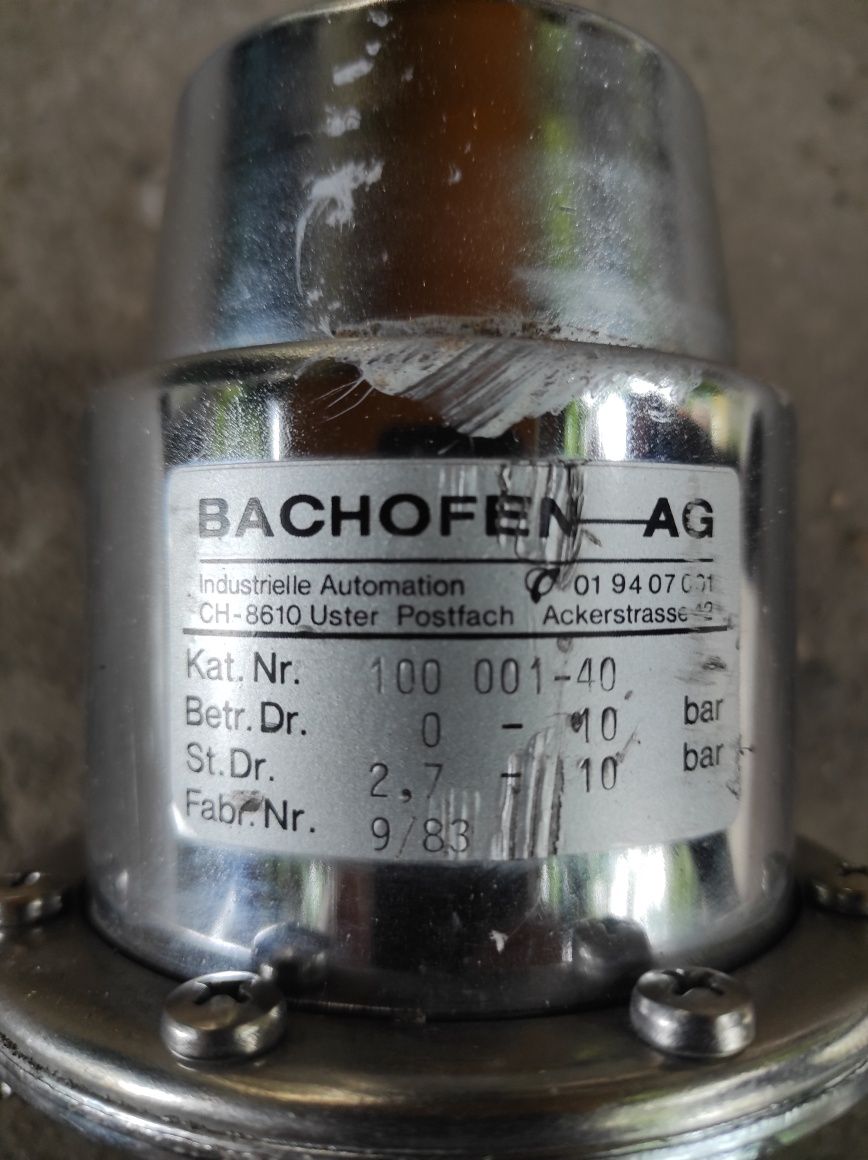 BACHOFEN AG
Industrielle Automation 01 94 07 001
CH-8610 Uster Postfach Ackerstrasse 42
Kat. Nr. 100 001-40
Betr. Dr. 0 - 10 bar
St. Dr. 2,7 - 10 bar
Fabr. Nr. 9/83